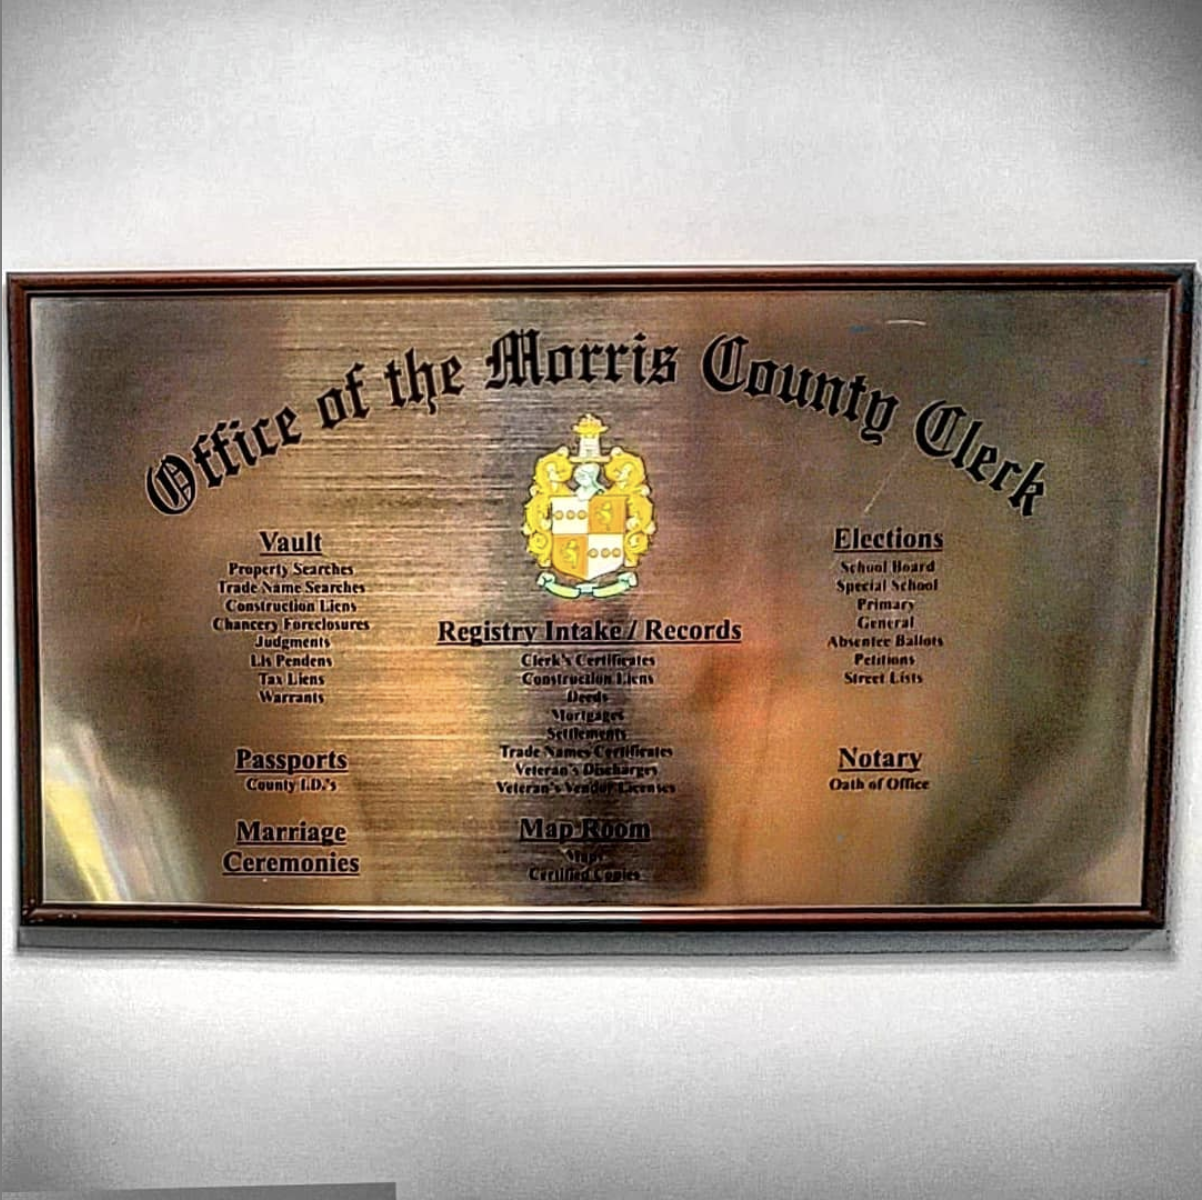 Office of the Morris County Clerk
Vault
Property Searches
Trade Name Searches
Construction Liens
Chancery Foreclosures
Judgments
Lis Pendens
Tax Liens
Warrants
Passports
County I.D.'s
Marriage
Ceremonies
Registry Intake / Records
Clerk's Certificates
Construction Liens
Deeds
Mortgages
Settlements
Trade Names Certificates
Veteran's Discharges
Veteran's Vendor Licenses
Map Room
Maps
Certified Copies
Elections
School Board
Special School
Primary
General
Absentee Ballots
Petitions
Street Lists
Notary
Oath of Office